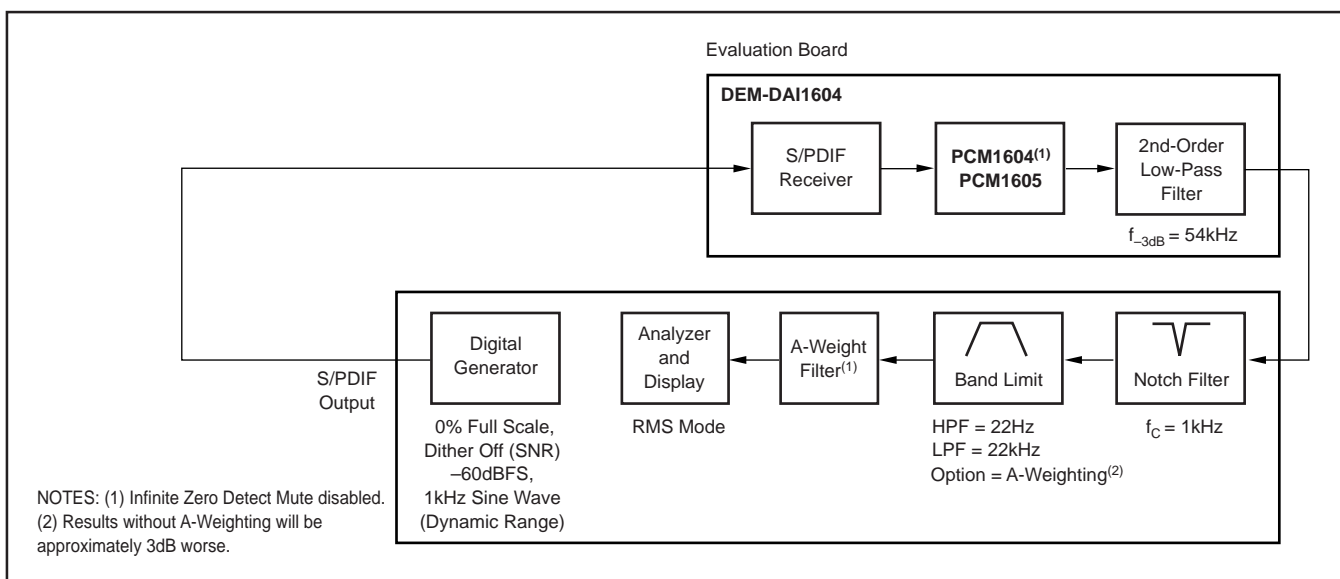 Evaluation Board
DEM-DAI1604
S/PDIF
Receiver
PCM1604(1)
PCM1605
2nd-Order
Low-Pass
Filter
f–3dB = 54kHz
S/PDIF
Output
Digital
Generator
0% Full Scale,
Dither Off (SNR)
–60dBFS,
1kHz Sine Wave
(Dynamic Range)
Analyzer
and
Display
RMS Mode
A-Weight
Filter(1)
Band Limit
HPF = 22Hz
LPF = 22kHz
Option = A-Weighting(2)
Notch Filter
fC = 1kHz
NOTES: (1) Infinite Zero Detect Mute disabled.
(2) Results without A-Weighting will be
approximately 3dB worse.